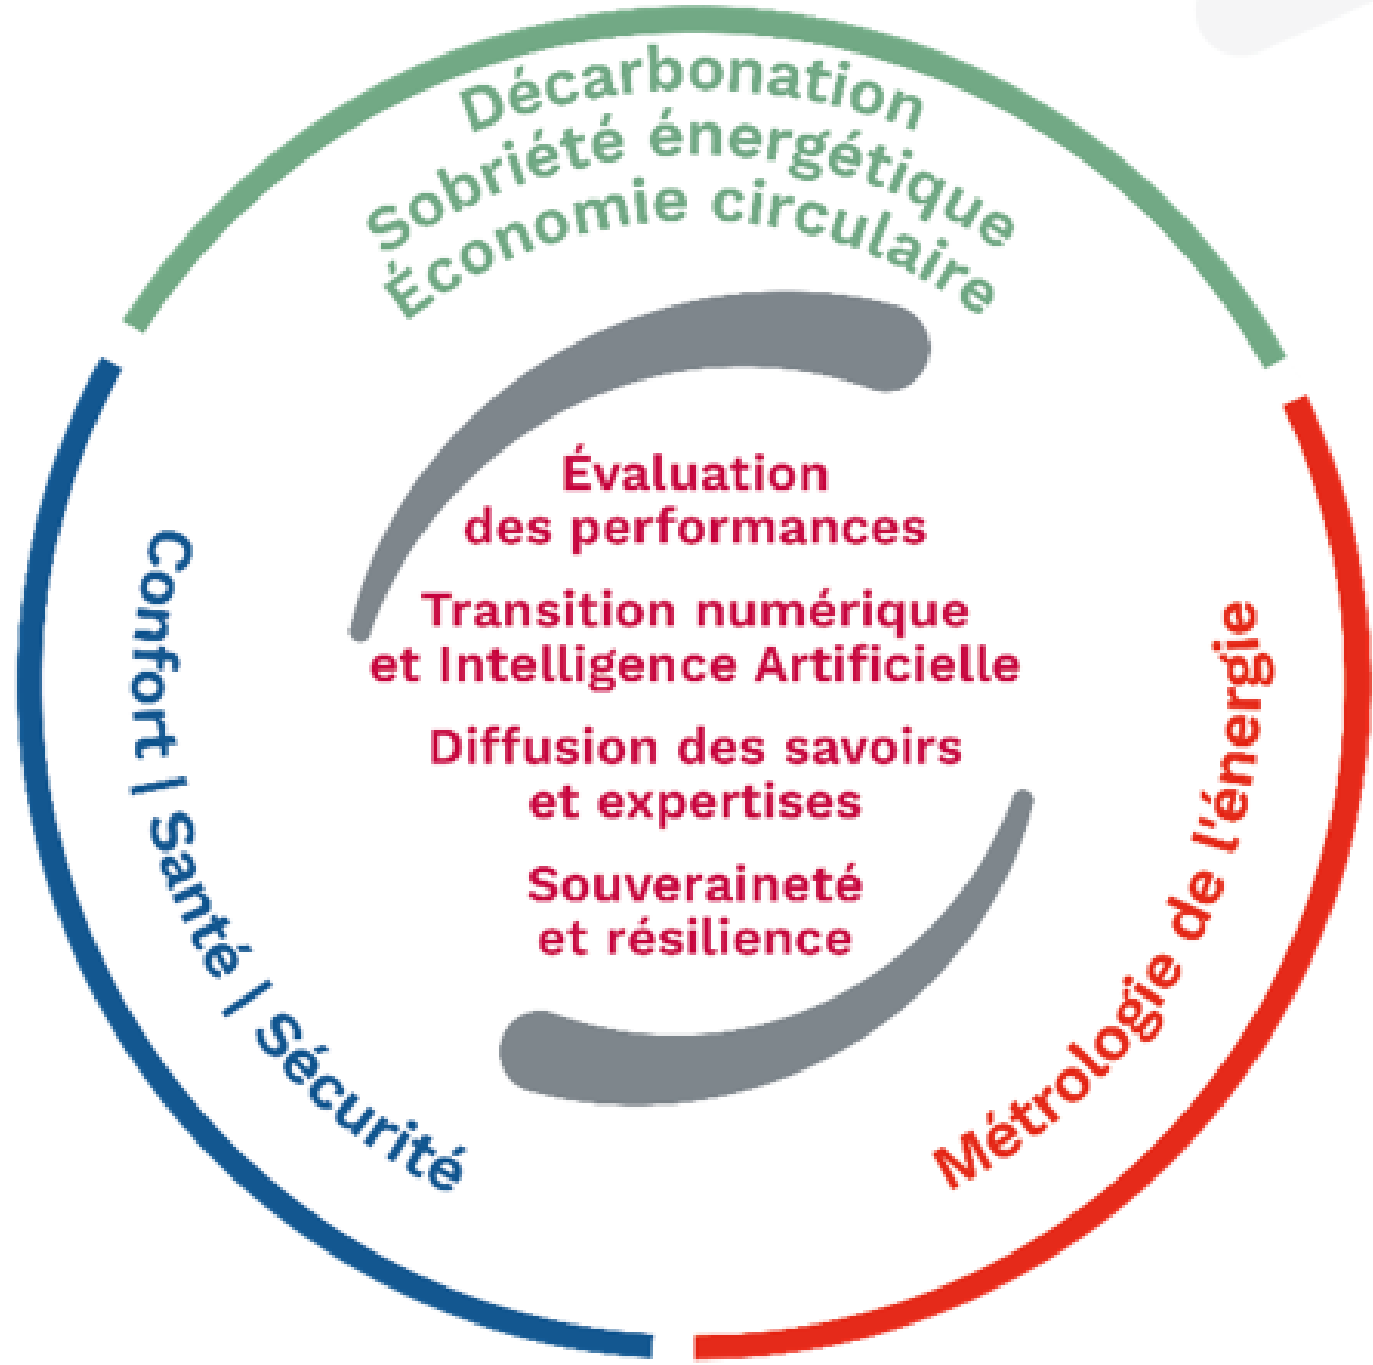 Décarbonation
Sobriété énergétique
Économie circulaire
Évaluation
des performances
Transition numérique
et Intelligence Artificielle
Diffusion des savoirs
et expertises
Souveraineté
et résilience
Confort | Santé | Sécurité
Métrologie de l'énergie